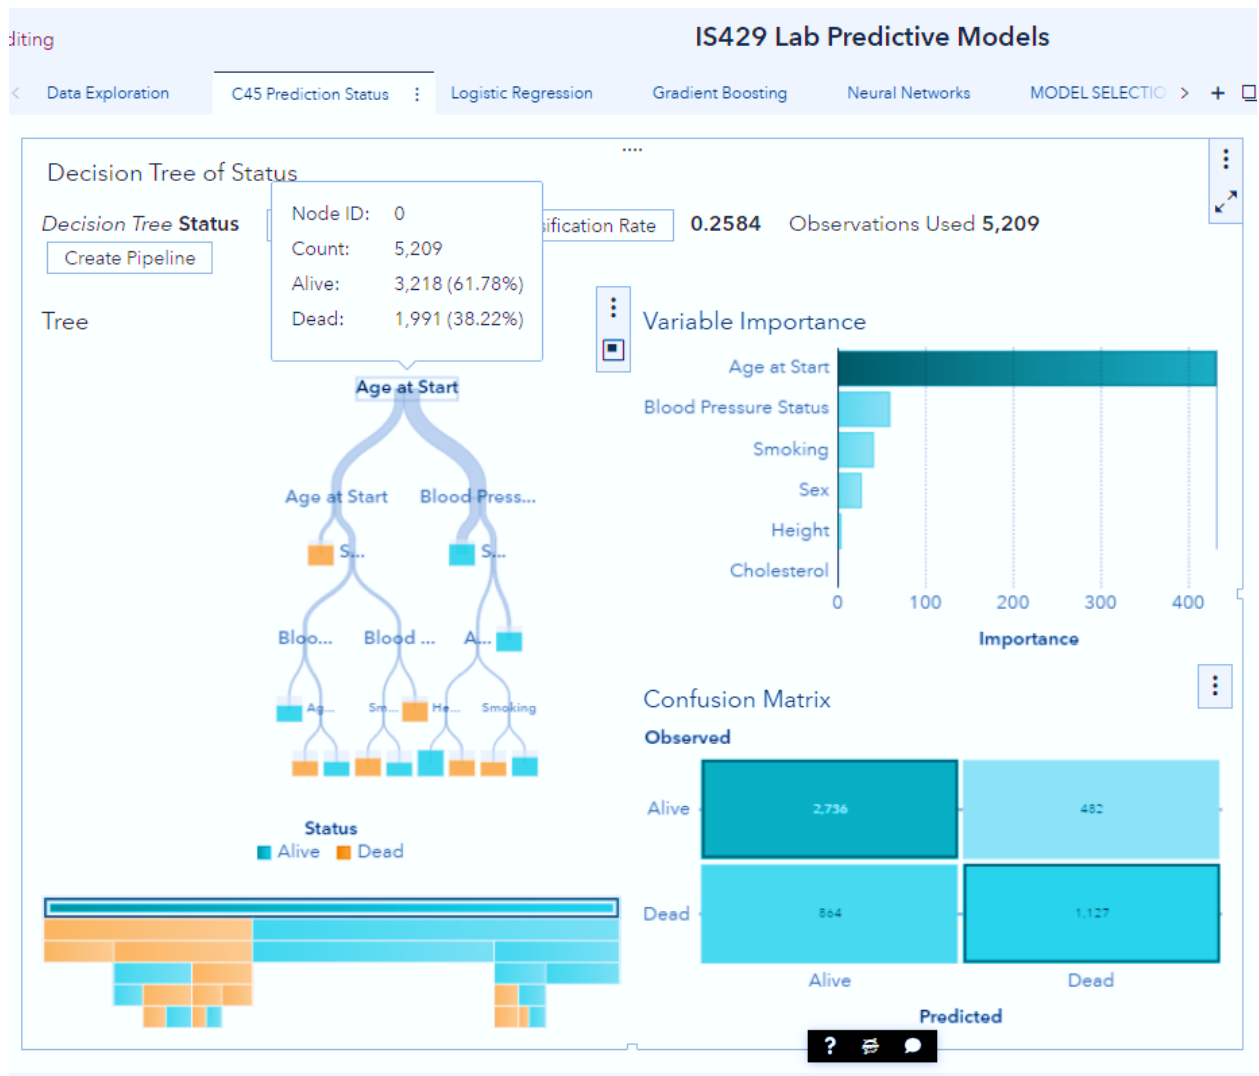 diting
IS429 Lab Predictive Models
Data Exploration
C45 Prediction Status
Logistic Regression
Gradient Boosting
Neural Networks
MODEL SELECTIO
Decision Tree of Status
Decision Tree Status
sification Rate 0.2584 Observations Used 5,209
Create Pipeline
Node ID: 0
Count: 5,209
Alive: 3,218 (61.78%)
Dead: 1,991 (38.22%)
Tree
Age at Start
Age at Start Blood Press...
S... S...
Bloo... Blood ... A...
Ag... Sm... He... Smoking
Status
Alive Dead
Variable Importance
Age at Start
Blood Pressure Status
Smoking
Sex
Height
Cholesterol
0 100 200 300 400
Importance
Confusion Matrix
Observed
Alive 2,736 482
Dead 864 1,127
Alive Dead
Predicted
?